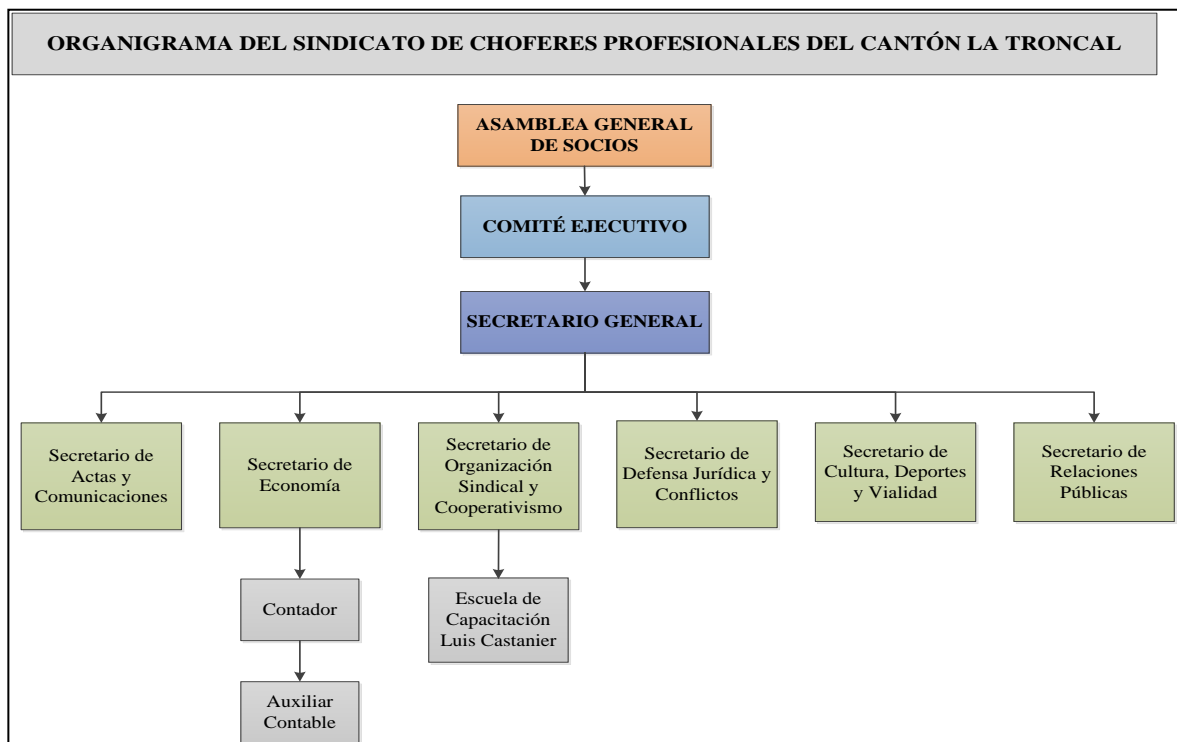 ORGANIGRAMA DEL SINDICATO DE CHOFERES PROFESIONALES DEL CANTÓN LA TRONCAL
ASAMBLEA GENERAL
DE SOCIOS
COMITÉ EJECUTIVO
SECRETARIO GENERAL
Secretario de
Actas y
Comunicaciones
Secretario de
Economía
Secretario de
Organización
Sindical y
Cooperativismo
Secretario de
Defensa Jurídica y
Conflictos
Secretario de
Cultura, Deportes
y Vialidad
Secretario de
Relaciones
Públicas
Contador
Escuela de
Capacitación
Luis Castanier
Auxiliar
Contable